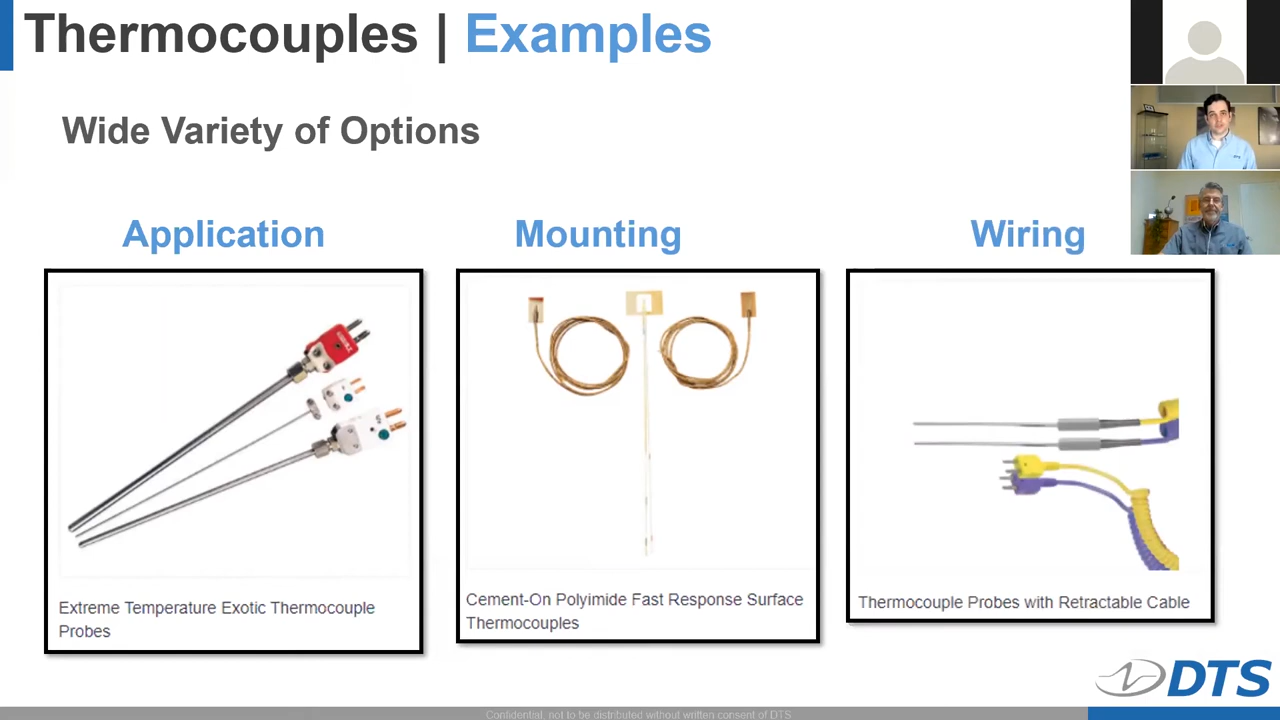 Thermocouples | Examples
Wide Variety of Options
Application
Mounting
Wiring
Extreme Temperature Exotic Thermocouple
Probes
Cement-On Polyimide Fast Response Surface
Thermocouples
Thermocouple Probes with Retractable Cable
DTS
Confidential, not to be distributed without written consent of DTS